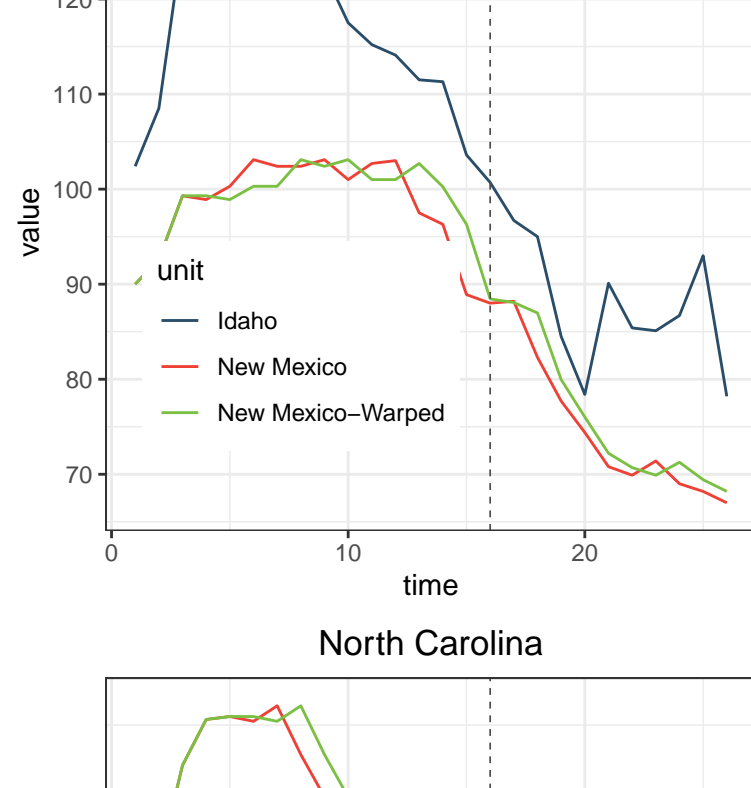 120
110
100
value
90
unit
Idaho
New Mexico
80
New Mexico−Warped
70
0 10 20
time
North Carolina